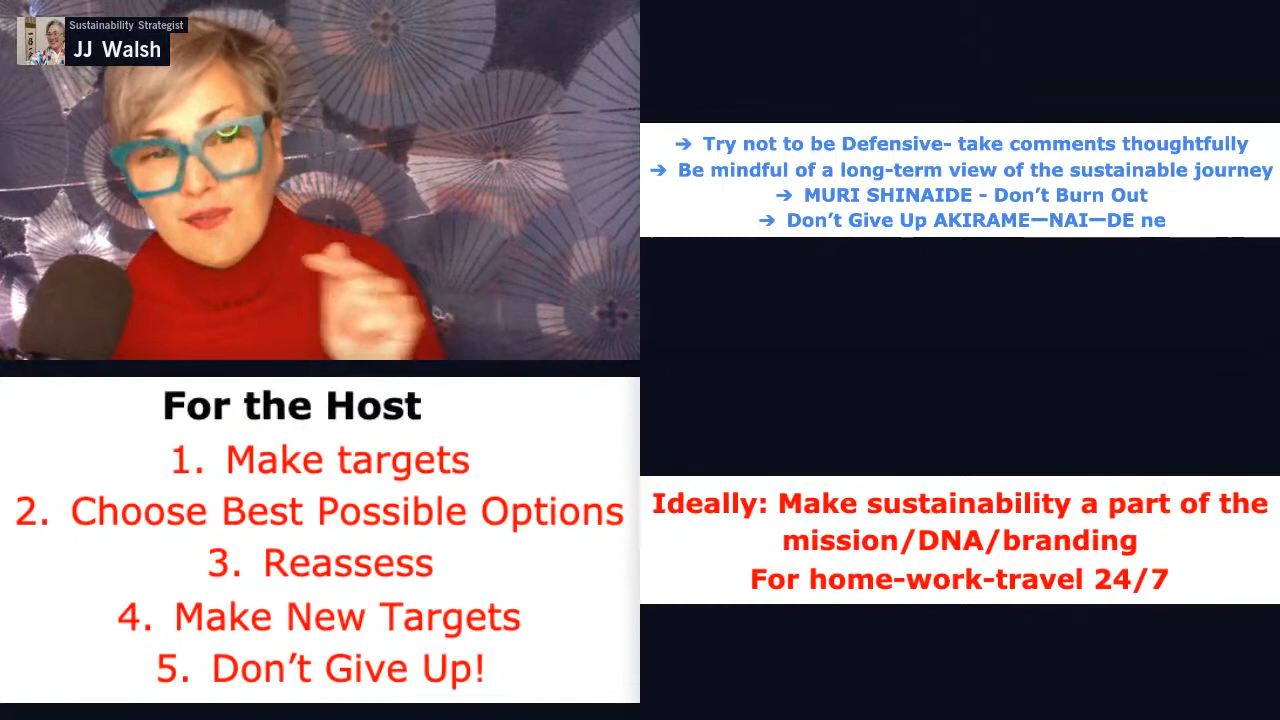 Sustainability Strategist
JJ Walsh
➔ Try not to be Defensive- take comments thoughtfully
➔ Be mindful of a long-term view of the sustainable journey
➔ MURI SHINAIDE - Don’t Burn Out
➔ Don’t Give Up AKIRAME—NAI—DE ne
For the Host
1. Make targets
2. Choose Best Possible Options
3. Reassess
4. Make New Targets
5. Don’t Give Up!
Ideally: Make sustainability a part of the
mission/DNA/branding
For home-work-travel 24/7